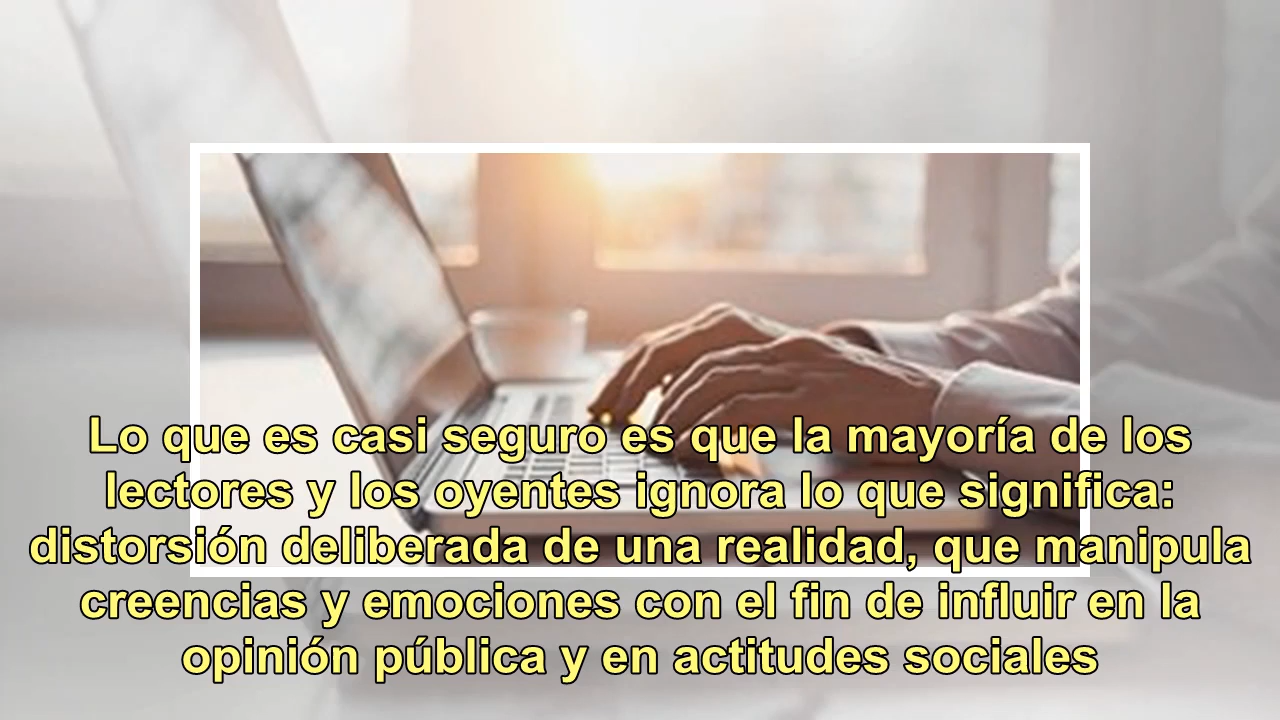 Lo que es casi seguro es que la mayoría de los
lectores y los oyentes ignora lo que significa:
distorsión deliberada de una realidad, que manipula
creencias y emociones con el fin de influir en la
opinión pública y en actitudes sociales